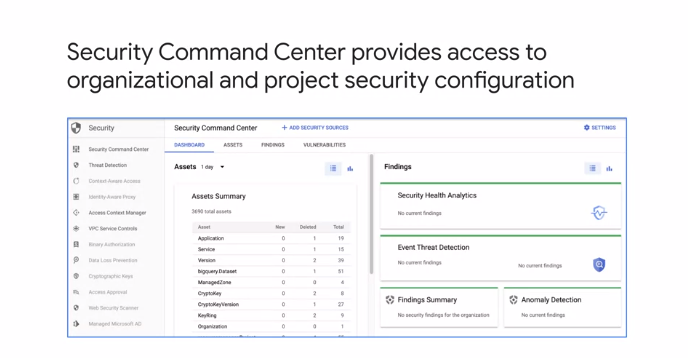 Security Command Center provides access to
organizational and project security configuration
Security
Security Command Center
+ ADD SECURITY SOURCES
SETTINGS
DASHBOARD ASSETS FINDINGS VULNERABILITIES
Security Command Center
Threat Detection
Context-Aware Access
Identity-Aware Proxy
Access Context Manager
VPC Service Controls
Binary Authorization
Data Loss Prevention
Cryptographic Keys
Access Approval
Web Security Scanner
Managed Microsoft AD
Assets 1 day
Assets Summary
3690 total assets
Asset New Deleted Total
Application 0 1 19
Service 0 1 15
Version 0 2 39
bigquery.Dataset 0 1 51
ManagedZone 0 0 4
CryptoKey 0 2 8
CryptoKeyVersion 0 1 27
KeyRing 0 2 9
Organization 0 0 1
Findings
Security Health Analytics
No current findings
Event Threat Detection
No current findings
No current findings
Findings Summary
No security findings for the organization
Anomaly Detection
No current findings